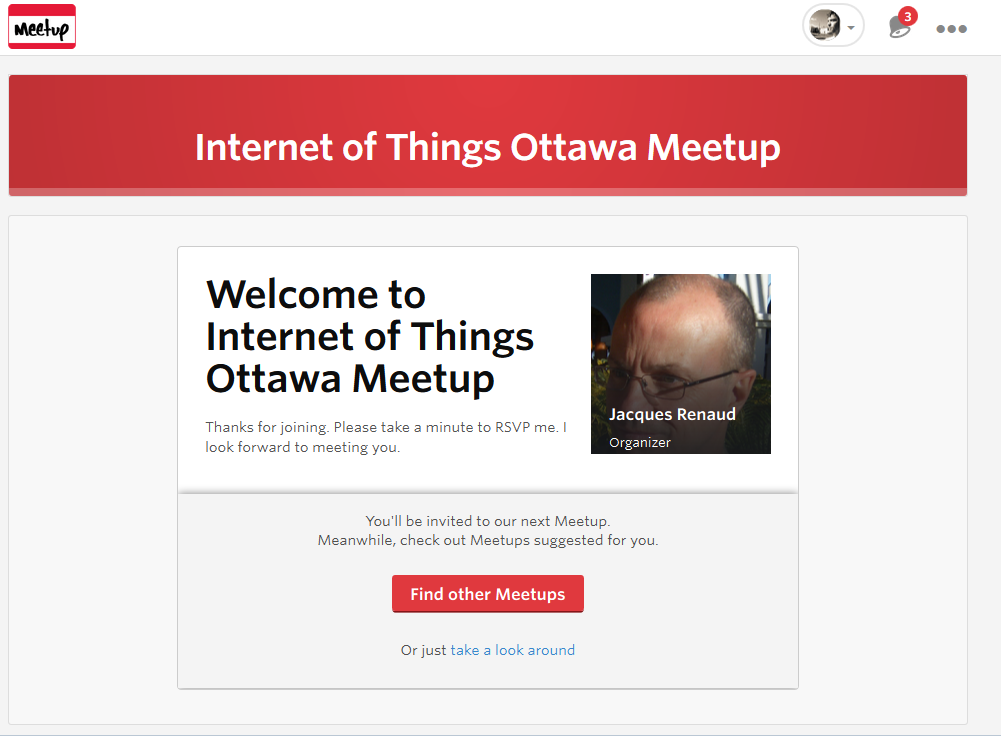 meetup
3
Internet of Things Ottawa Meetup
Welcome to
Internet of Things
Ottawa Meetup
Thanks for joining. Please take a minute to RSVP me. I
look forward to meeting you.
Jacques Renaud
Organizer
You'll be invited to our next Meetup.
Meanwhile, check out Meetups suggested for you.
Find other Meetups
Or just take a look around